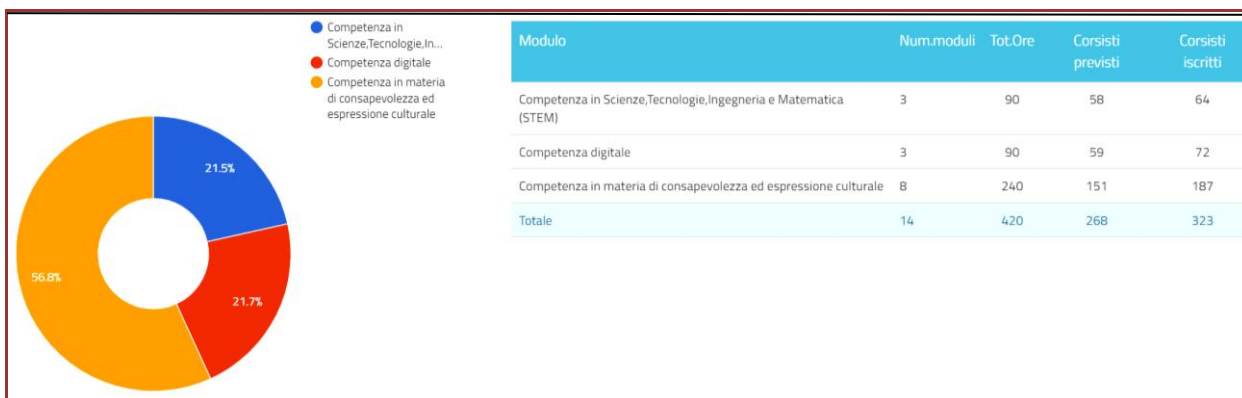 Competenza in
Scienze,Tecnologie,In...
Competenza digitale
Competenza in materia
di consapevolezza ed
espressione culturale
21.5%
56.8%
21.7%
Modulo Num.moduli Tot.Ore Corsisti previsti Corsisti iscritti
Competenza in Scienze,Tecnologie,Ingegneria e Matematica
(STEM) 3 90 58 64
Competenza digitale 3 90 59 72
Competenza in materia di consapevolezza ed espressione culturale 8 240 151 187
Totale 14 420 268 323